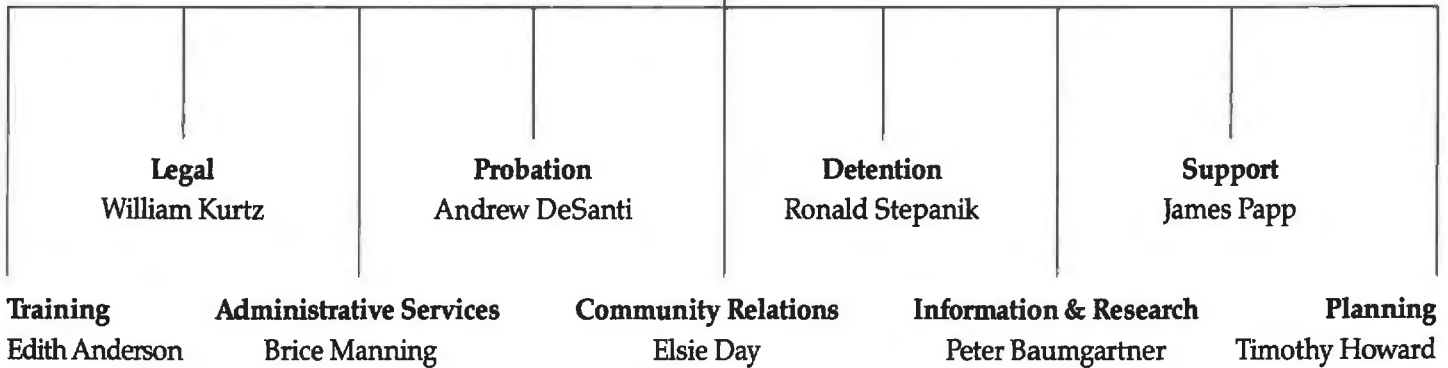 Legal
William Kurtz
Probation
Andrew DeSanti
Detention
Ronald Stepanik
Support
James Papp
Training
Edith Anderson
Administrative Services
Brice Manning
Community Relations
Elsie Day
Information & Research
Peter Baumgartner
Planning
Timothy Howard